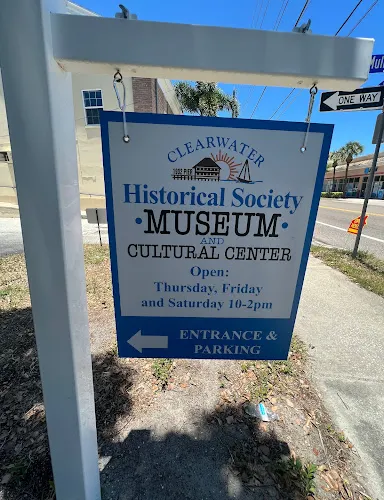 ONE WAY
CLEARWATER
Historical Society
•MUSEUM•
AND
CULTURAL CENTER
Open:
Thursday, Friday
and Saturday 10-2pm
ENTRANCE &
PARKING